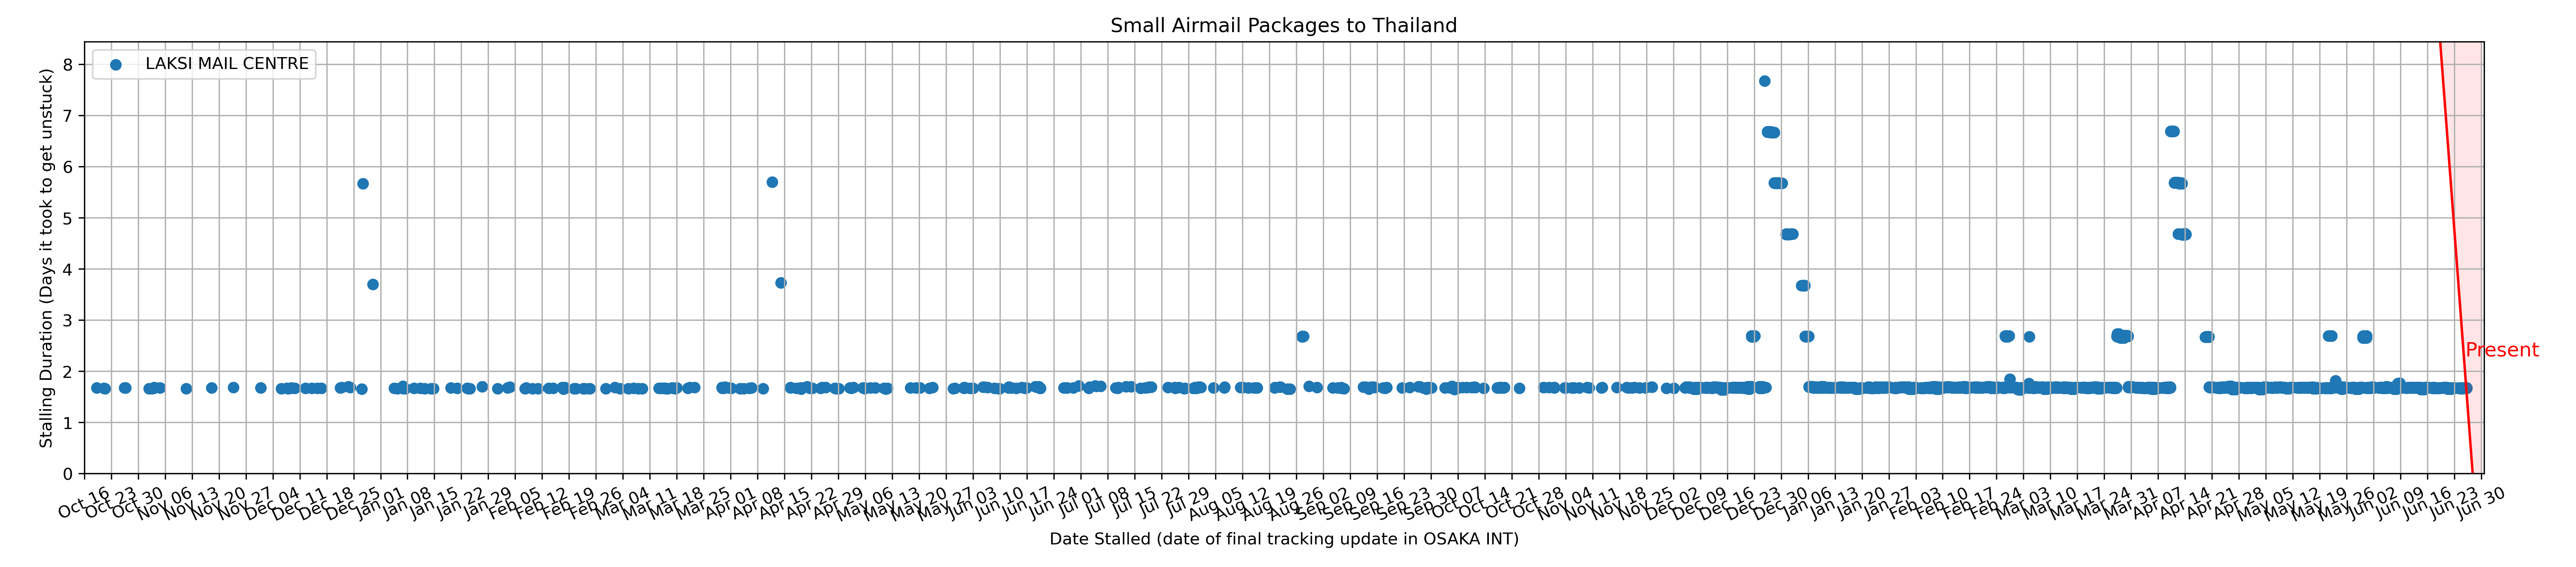 Small Airmail Packages to Thailand
LAKSI MAIL CENTRE
Stalling Duration (Days it took to get unstuck)
8
7
6
5
4
3
2
1
0
Present
Oct 16
Oct 23
Oct 30
Nov 06
Nov 13
Nov 20
Nov 27
Dec 04
Dec 11
Dec 18
Dec 25
Jan 01
Jan 08
Jan 15
Jan 22
Jan 29
Feb 05
Feb 12
Feb 19
Feb 26
Mar 04
Mar 11
Mar 18
Mar 25
Apr 01
Apr 08
Apr 15
Apr 22
Apr 29
May 06
May 13
May 20
May 27
Jun 03
Jun 10
Jun 17
Jun 24
Jul 01
Jul 08
Jul 15
Jul 22
Jul 29
Aug 05
Aug 12
Aug 19
Aug 26
Sep 02
Sep 09
Sep 16
Sep 23
Sep 30
Oct 07
Oct 14
Oct 21
Oct 28
Nov 04
Nov 11
Nov 18
Nov 25
Dec 02
Dec 09
Dec 16
Dec 23
Dec 30
Jan 06
Jan 13
Jan 20
Jan 27
Feb 03
Feb 10
Feb 17
Feb 24
Mar 03
Mar 10
Mar 17
Mar 24
Mar 31
Apr 07
Apr 14
Apr 21
Apr 28
May 05
May 12
May 19
May 26
Jun 02
Jun 09
Jun 16
Jun 23
Jun 30
Date Stalled (date of final tracking update in OSAKA INT)